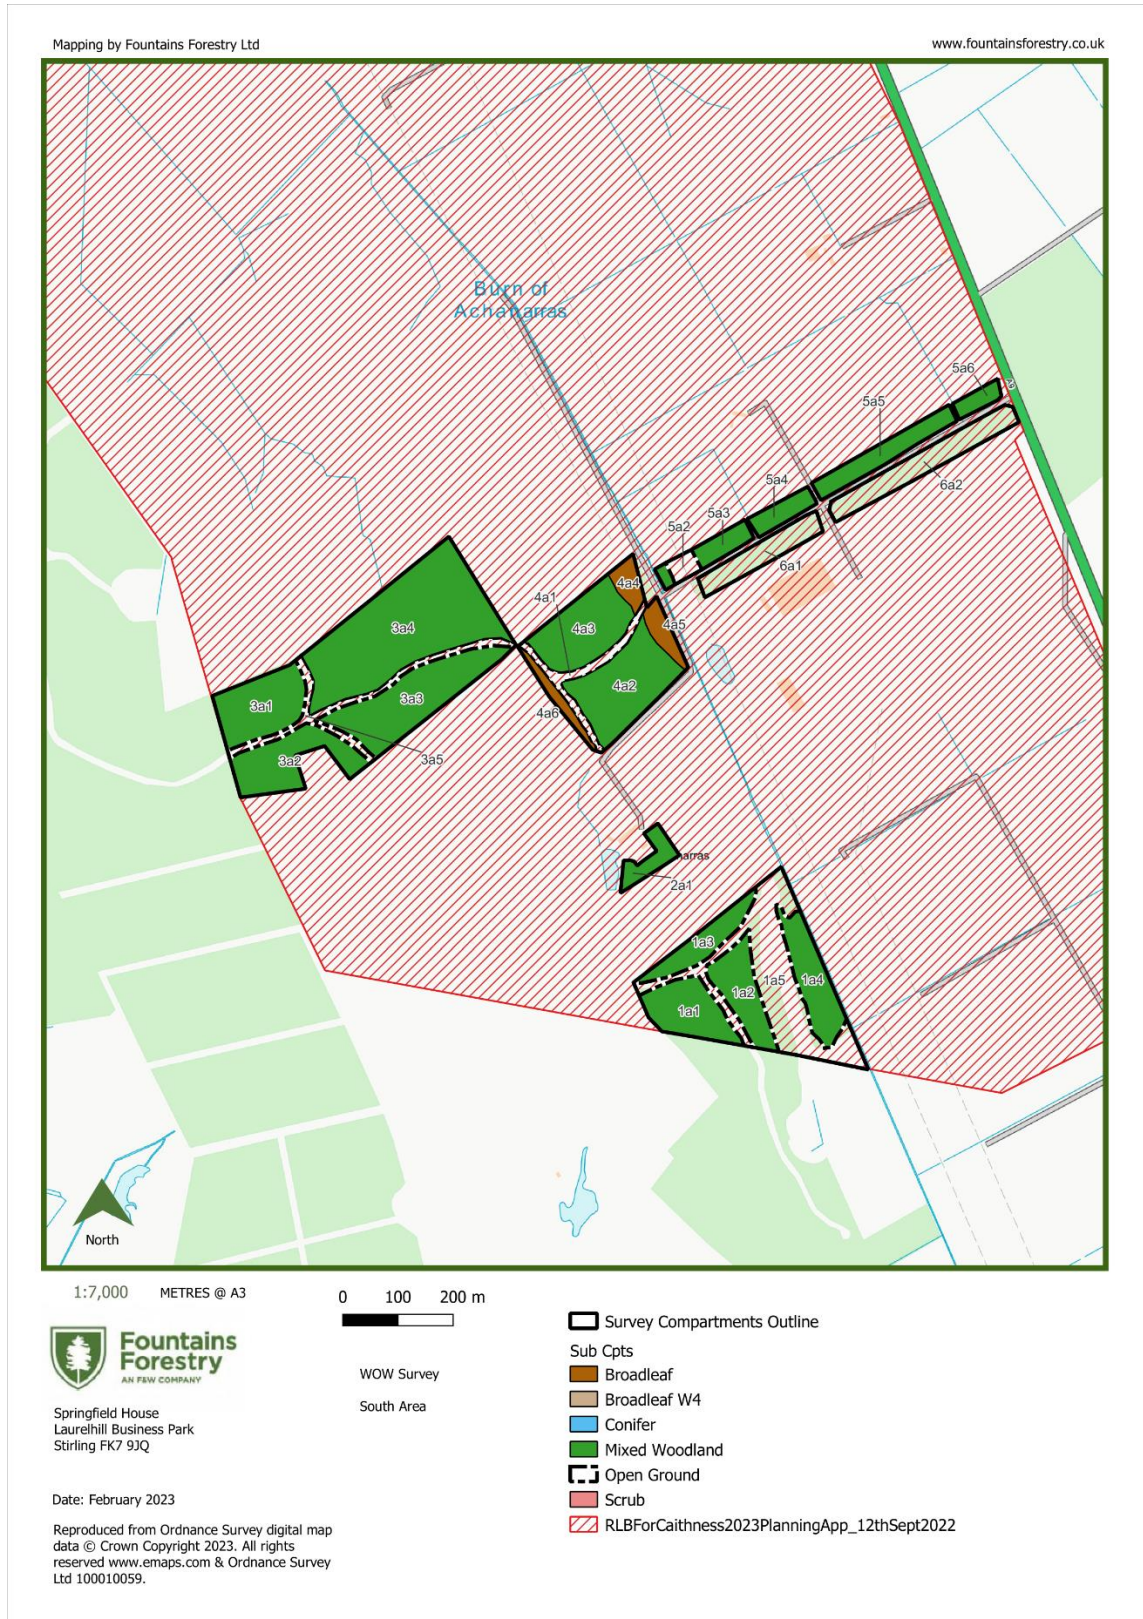 Mapping by Fountains Forestry Ltd
www.fountainsforestry.co.uk
Burn of
Achanarras
5a6
A9
5a5
6a2
5a4
5a3
5a2
6a1
4a4
4a1
4a3
4a5
3a4
4a2
3a3
3a1
4a6
3a2
3a5
narras
2a1
1a3
1a5
1a4
1a2
1a1
North
1:7,000 METRES @ A3
0 100 200 m
Fountains
Forestry
AN F&W COMPANY
WOW Survey
South Area
Springfield House
Laurelhill Business Park
Stirling FK7 9JQ
Date: February 2023
Reproduced from Ordnance Survey digital map
data © Crown Copyright 2023. All rights
reserved www.emaps.com & Ordnance Survey
Ltd 100010059.
Survey Compartments Outline
Sub Cpts
Broadleaf
Broadleaf W4
Conifer
Mixed Woodland
Open Ground
Scrub
RLBForCaithness2023PlanningApp_12thSept2022